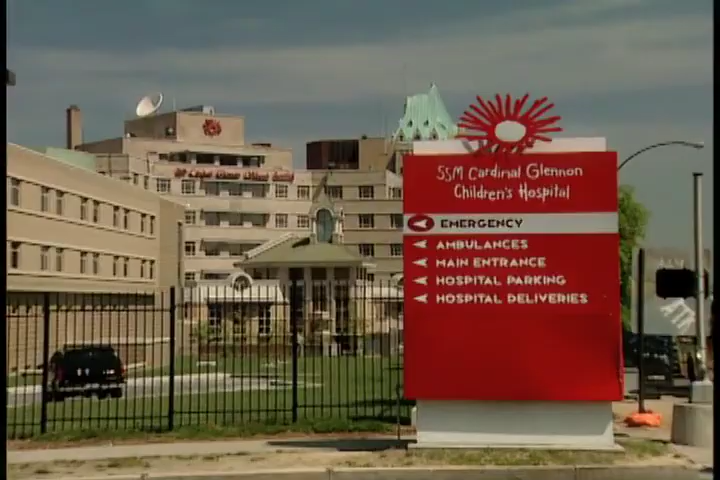 SSM Cardinal Glennon
Children's Hospital
EMERGENCY
AMBULANCES
MAIN ENTRANCE
HOSPITAL PARKING
HOSPITAL DELIVERIES